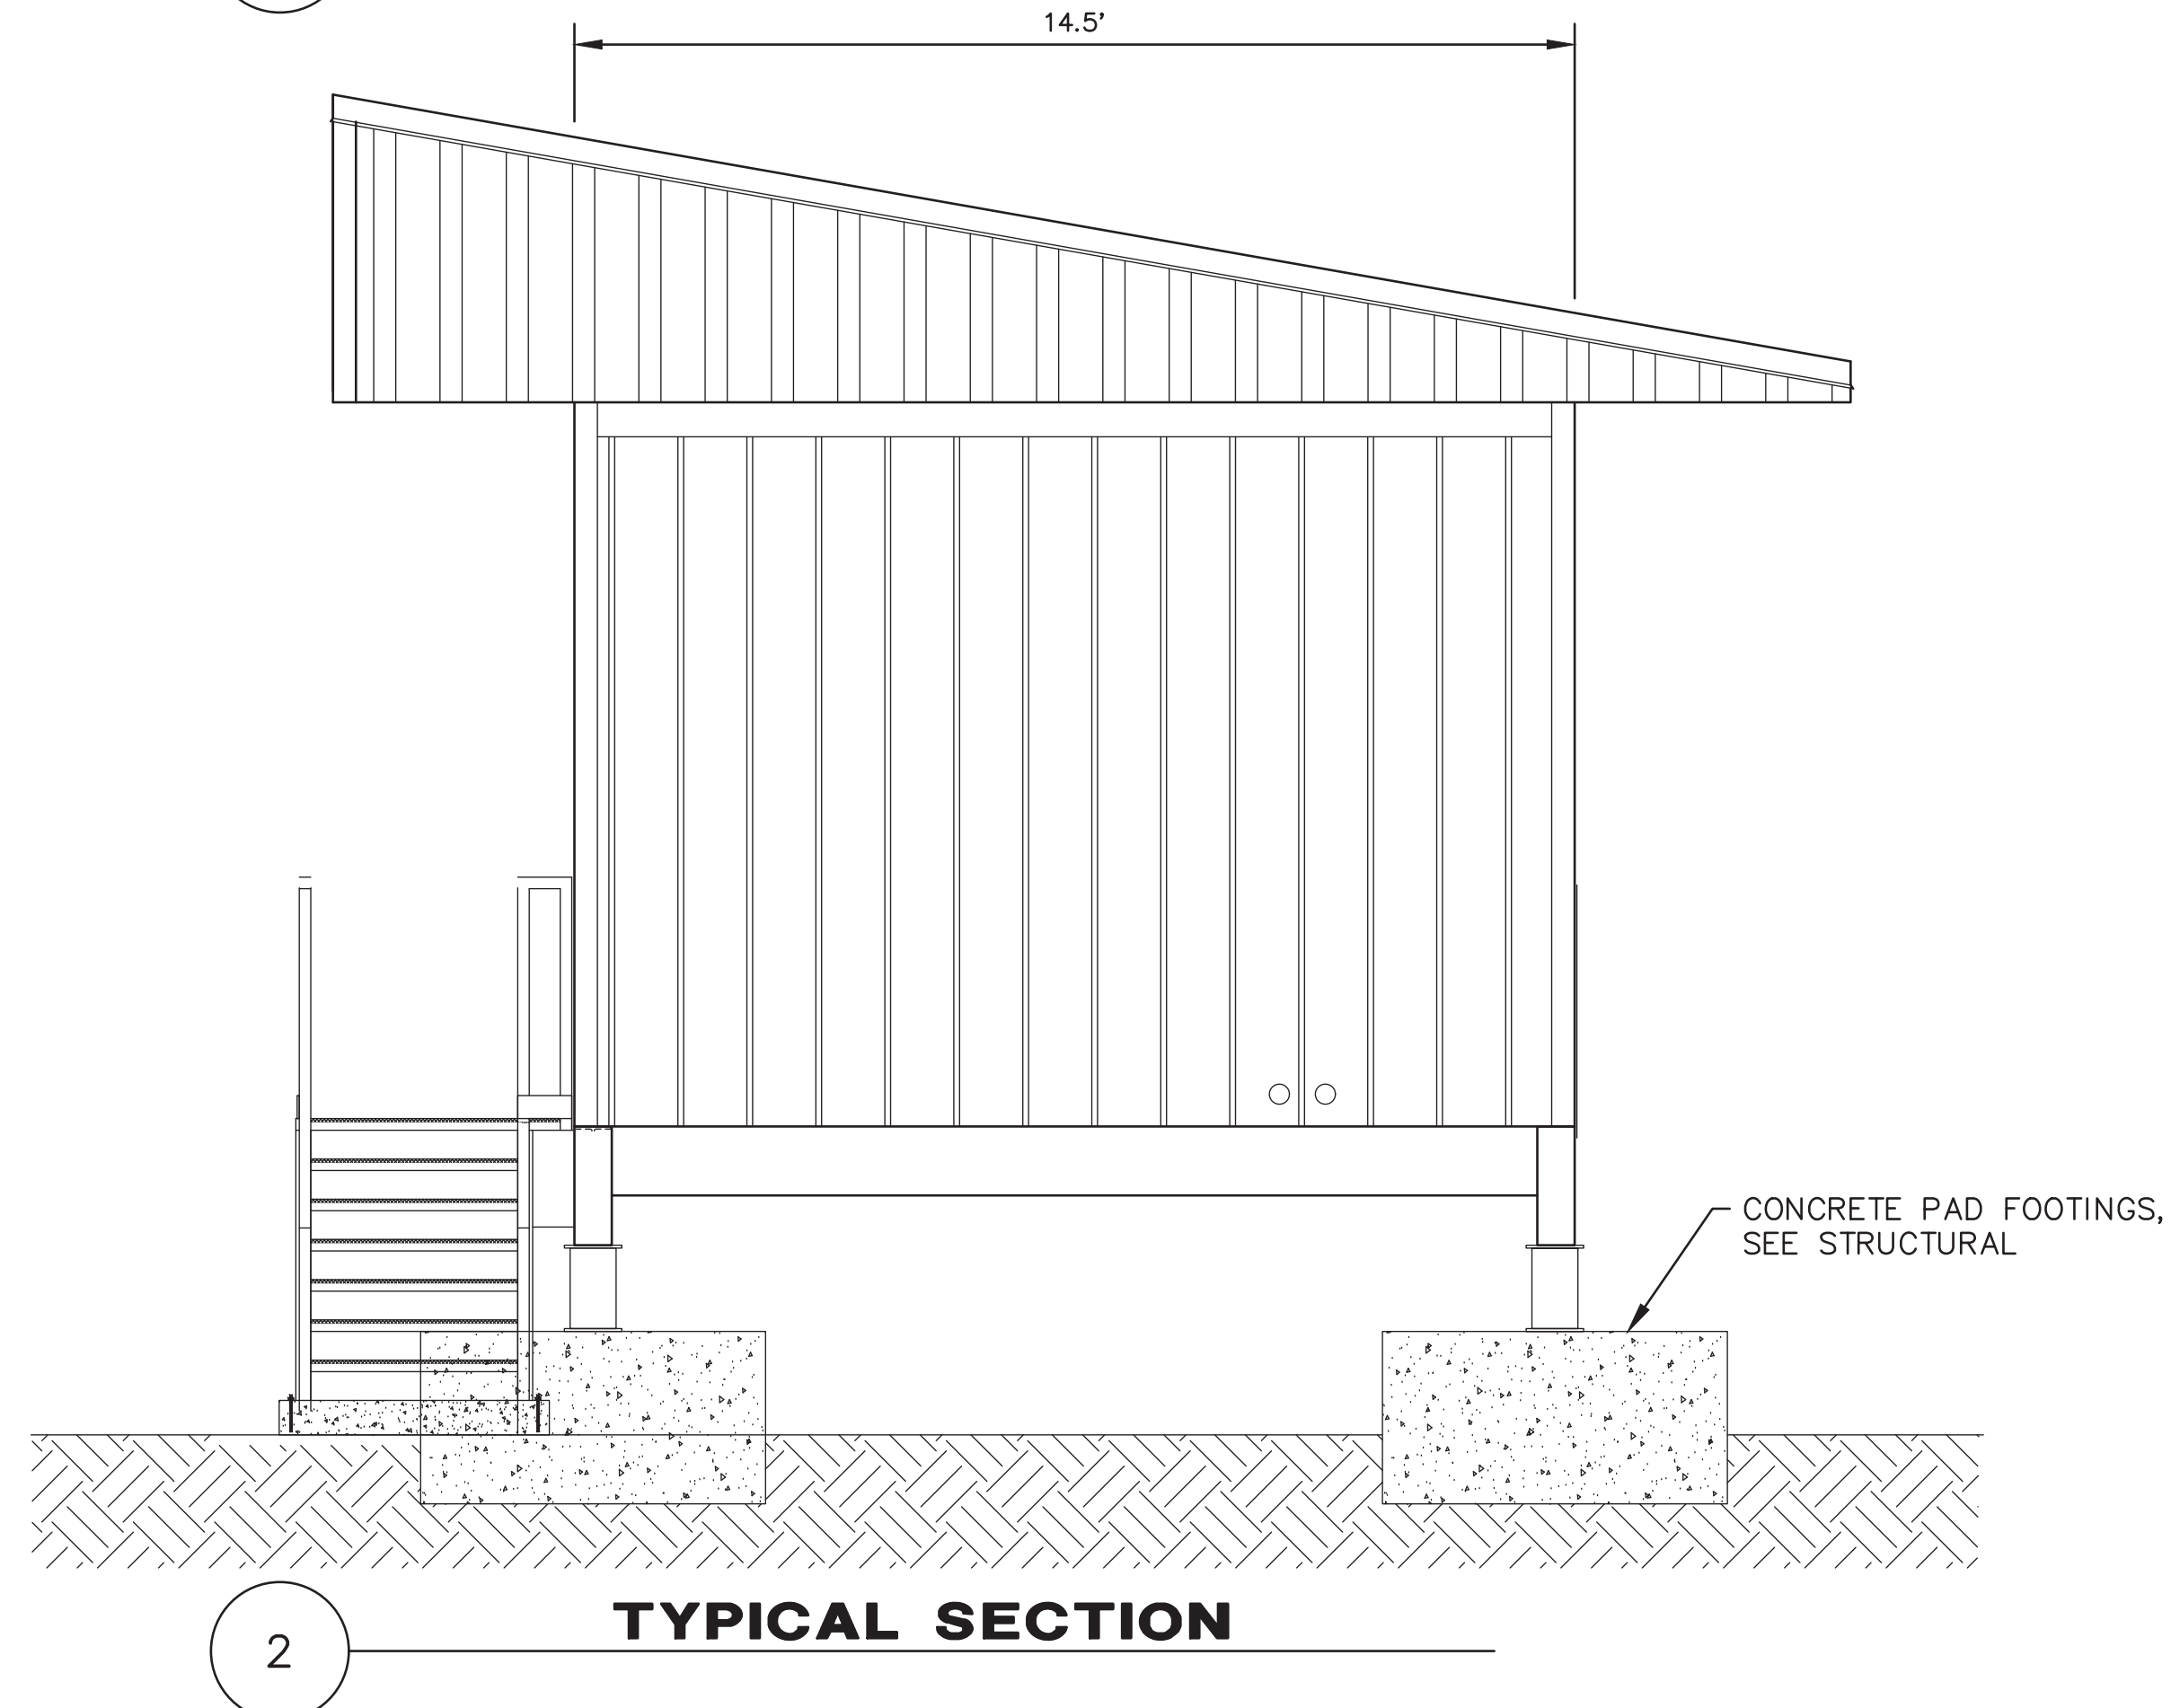 14.5'
CONCRETE PAD FOOTINGS,
SEE STRUCTURAL
TYPICAL SECTION
2